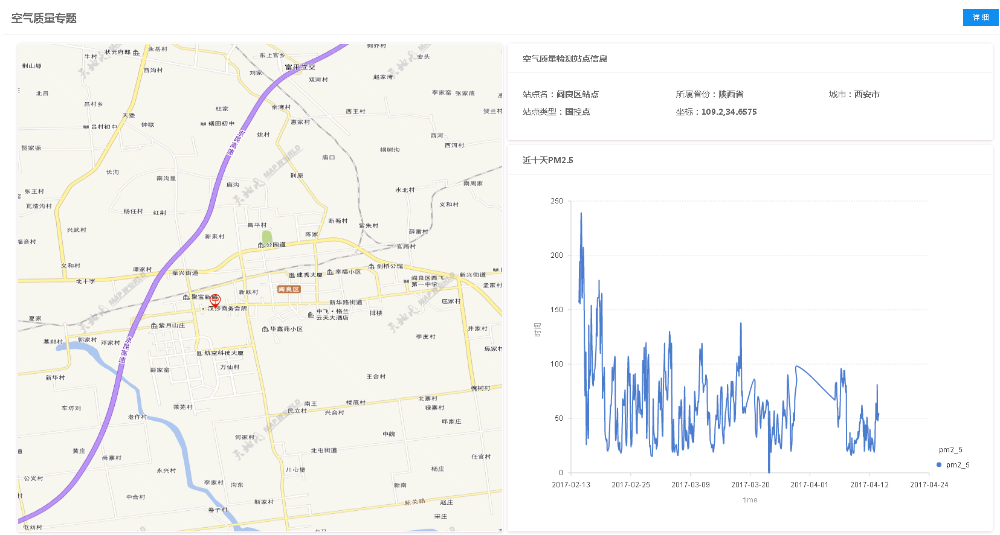 空气质量专题
详 细
永岳村
状元府邸
牛村
荆山塬
西沟村
东上官乡
富平立交
刘家
双河村
郭乔村
安头
赵家湾
北吕
吕村乡
天堡
杜家
余湾村
李家窑 张家底
西王村
贺兰村
吕村初中
钟联
褚田初中
惠家村
姚村
京昆高速
西河
西河村
桐树沟
贺家塬
庙口
长沟
南沟里
庙沟
荆原
南周家
张王村
水北村
瓦渣沟村
杨任村
红荆
义和村
断塬村
昌平村
紫朱村
兴武村
新来村
陈家
薛雷村
福音村
公园道
官路村
义和村
谭家村
振兴街道
剑桥公馆
幸福小区
建秀大厦
新兴街道
北十字
阎良区西飞
第一中学
孟家村
阎良区
新跃村
聚宝新
屈家村
新华路街道
汉莎商务会所
中飞·格兰
云天大酒店
排楼
夏家
紫月山庄
华鑫苑小区
井家村
李皮村
幕郑村
郭家村
邓家村
京昆高速
焦家村
航空科技大厦
万仙村
彭家窑
新华村
王合村
槐树村
车坊刘
莱芜村
南王
楼底村
北寨村
民立村
兴合村
禄寨村
老仵村
邱家庄
何家村
中魏
道
黄庄
尚寨村
北屯街道
任官村
永兴村
川心堡
杨庄
公义村
李家村
沟东
新南
村
中合村
靳家村
新关路
赵庄
卷子村
宋庄
屯刘村
MAP WORLD
MAP WORLD
MAP WORLD
MAP WORLD
空气质量检测站点信息
站点名：阎良区站点
所属省份：陕西省
城市：西安市
站点类型：国控点
坐标：109.2,34.6575
近十天PM2.5
250
200
150
100
50
0
时间
2017-02-13
2017-02-25
2017-03-09
2017-03-20
2017-04-01
2017-04-12
2017-04-24
time
pm2_5
pm2_5